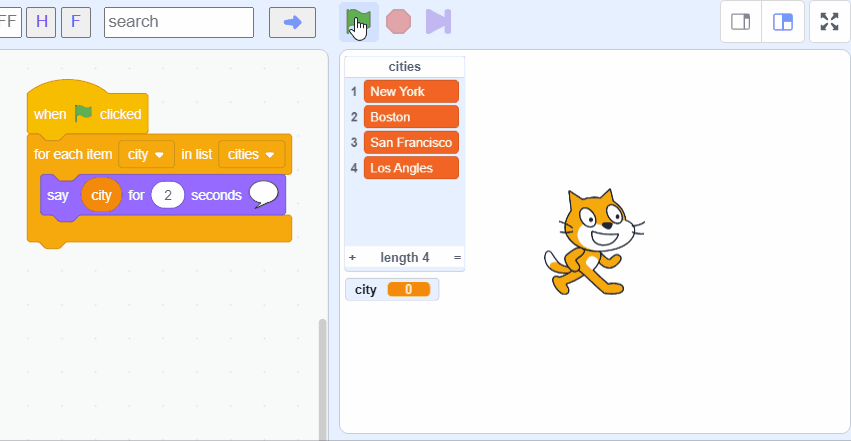 FF H F search
when clicked
for each item city in list cities
say city for 2 seconds
cities
1 New York
2 Boston
3 San Francisco
4 Los Angles
+ length 4 =
city 0